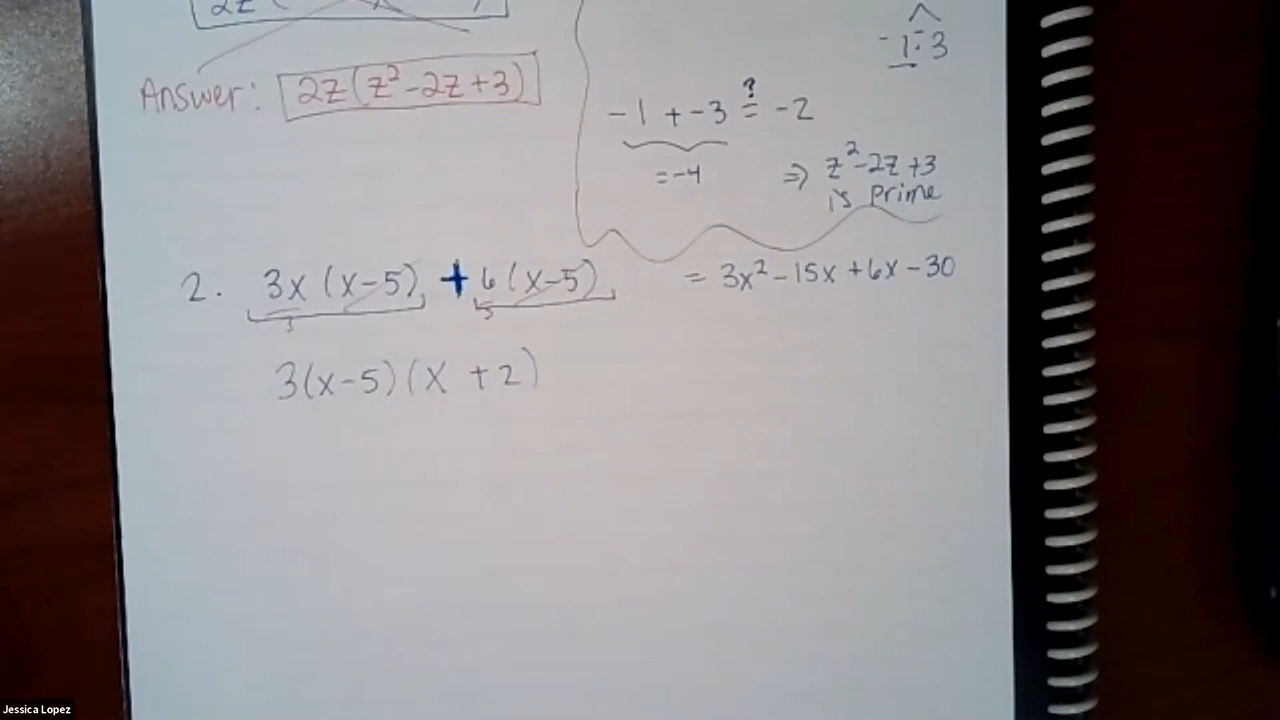 2z (
Answer: 2z(z²-2z+3)
-1·-3
-1 + -3 ?= -2
=-4
⇒ z²-2z+3
is prime
2. 3x (x-5) + 6 (x-5) = 3x² - 15x + 6x - 30
3(x-5)(x +2)
Jessica Lopez